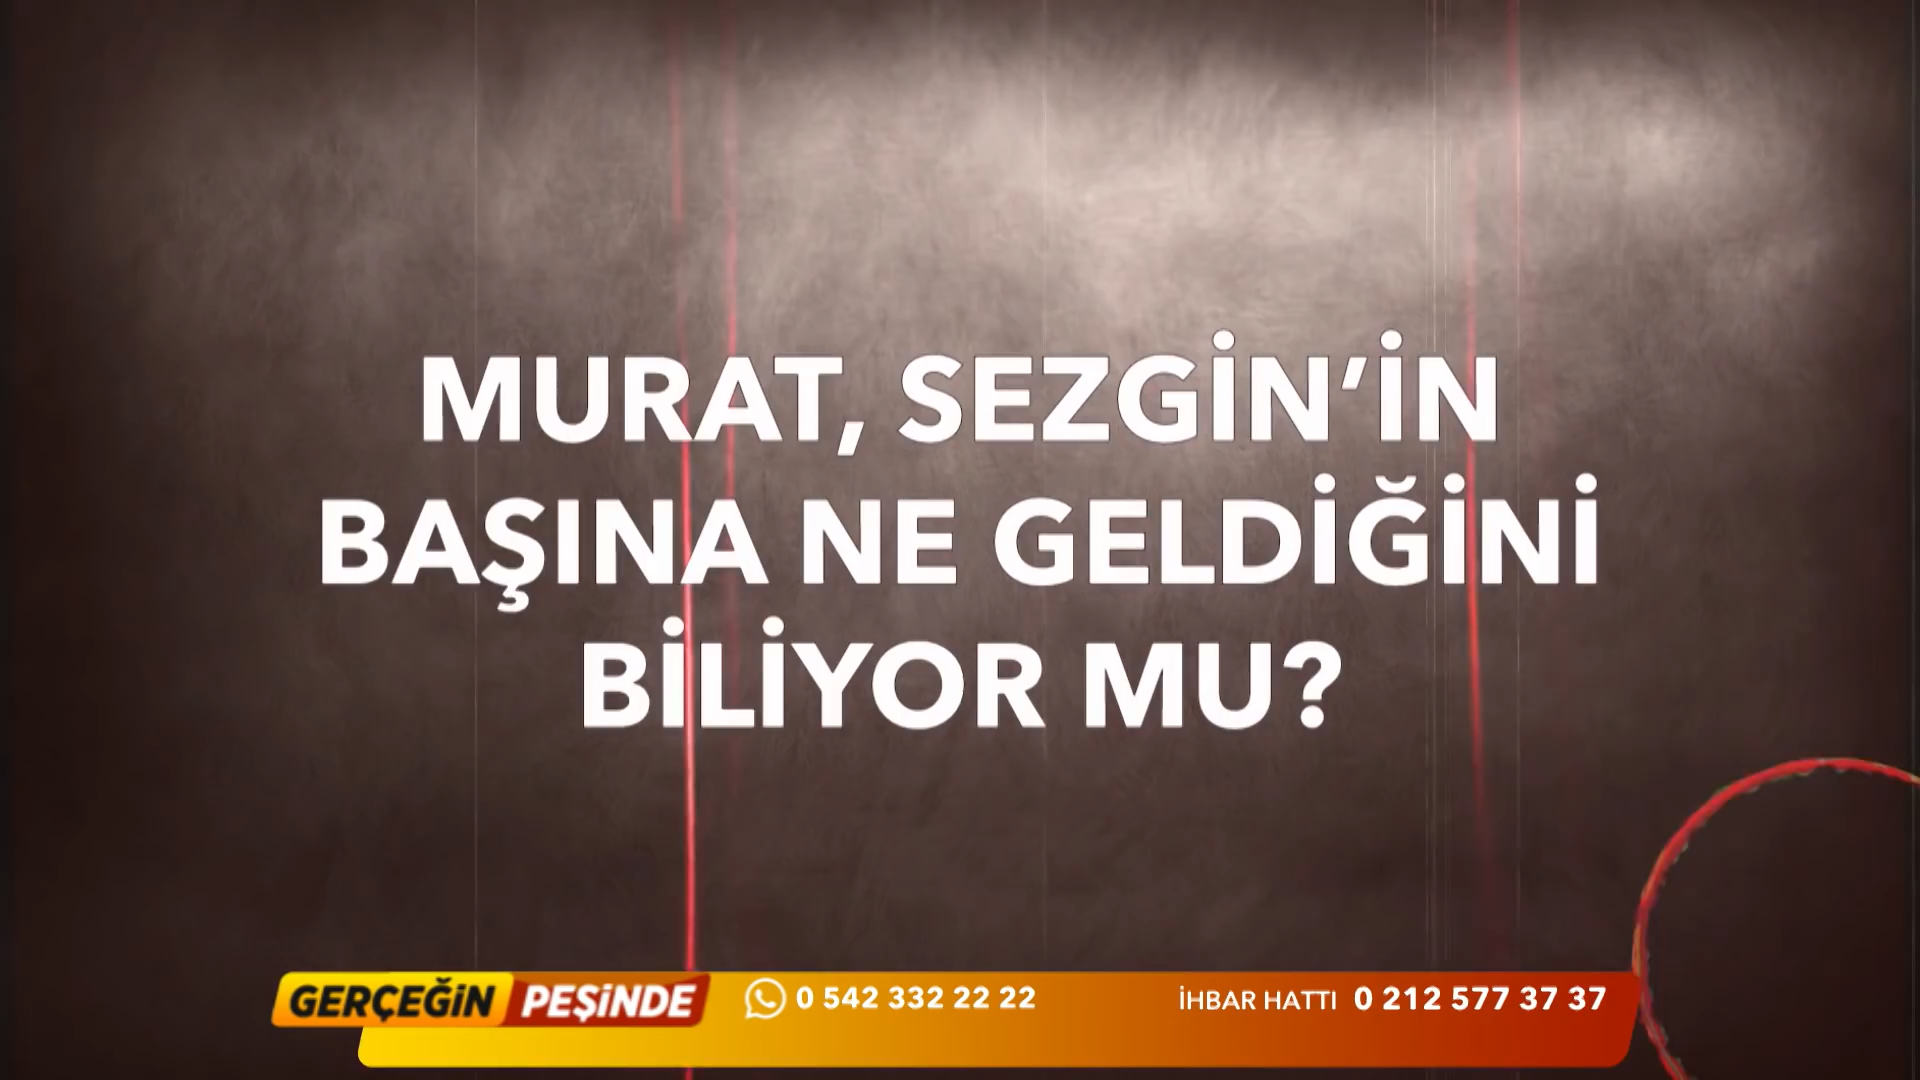 MURAT, SEZGİN’İN
BAŞINA NE GELDİĞİNİ
BİLİYOR MU?
GERÇEĞİN PEŞİNDE 0 542 332 22 22 İHBAR HATTI 0 212 577 37 37